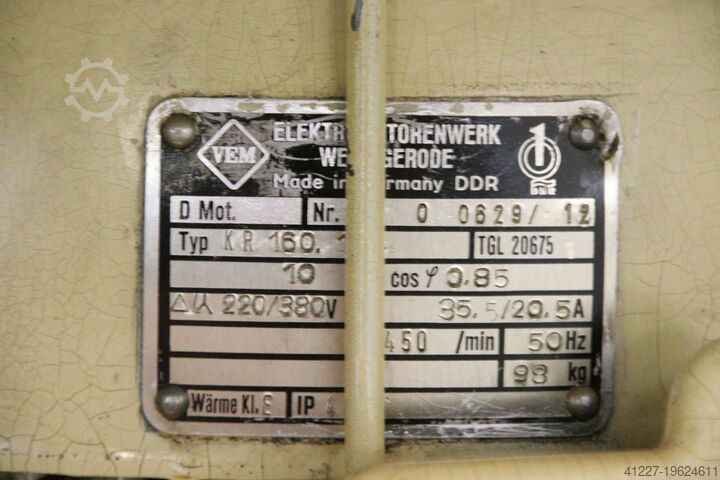 VEM
ELEKTR TORENWERK
WE GERODE
Made in Germany DDR
1
D Mot. Nr. 0 0629/ 12
Typ KR 160. TGL 20675
10 cos φ 0.85
△/⅄ 220/380V 35.5/20.5A
450 /min 50Hz
98 kg
Wärme Kl. E IP 4
41227-19624611